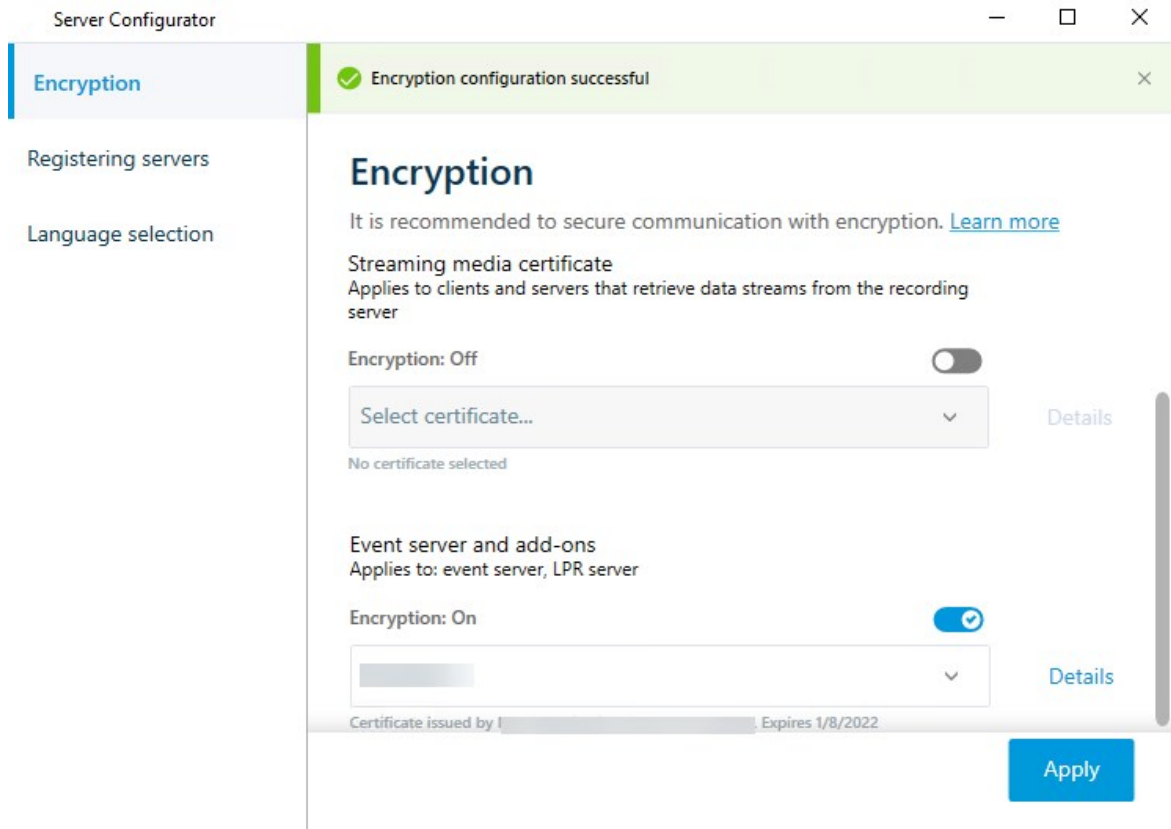 Server Configurator
Encryption
Registering servers
Language selection
Encryption configuration successful
Encryption
It is recommended to secure communication with encryption. Learn more
Streaming media certificate
Applies to clients and servers that retrieve data streams from the recording
server
Encryption: Off
Select certificate...
Details
No certificate selected
Event server and add-ons
Applies to: event server, LPR server
Encryption: On
Details
Certificate issued by
. Expires 1/8/2022
Apply